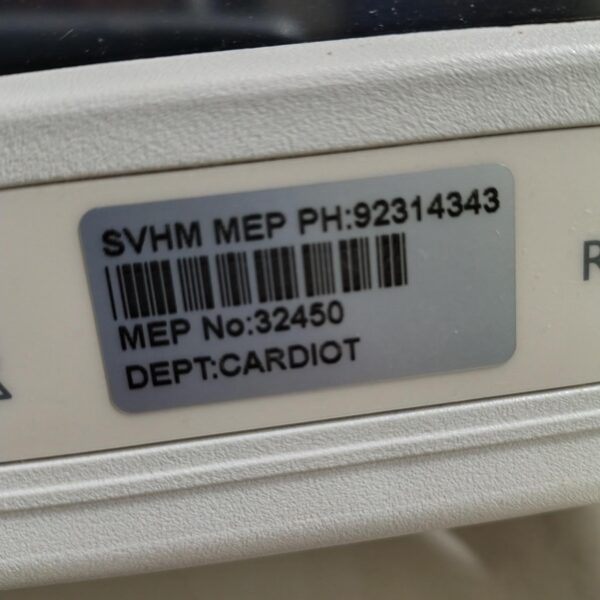 SVHM MEP PH:92314343
MEP No:32450
DEPT:CARDIOT
R